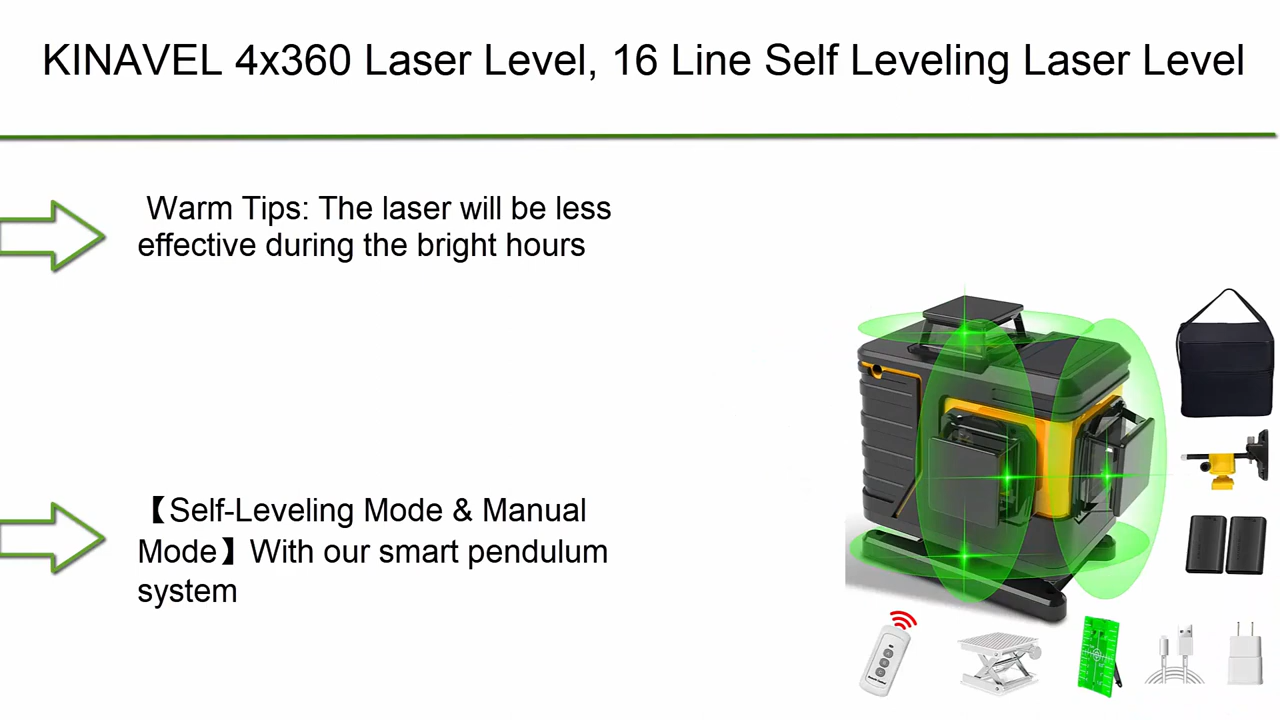 KINAVEL 4x360 Laser Level, 16 Line Self Leveling Laser Level
Warm Tips: The laser will be less
effective during the bright hours
【Self-Leveling Mode & Manual
Mode】With our smart pendulum
system